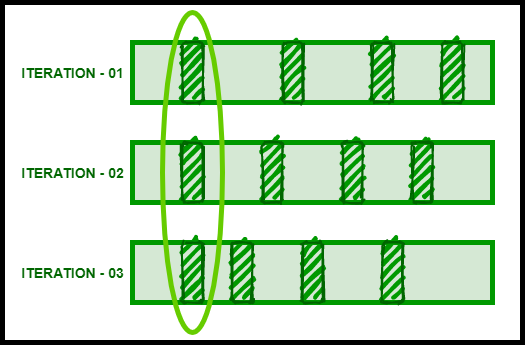 ITERATION - 01
ITERATION - 02
ITERATION - 03